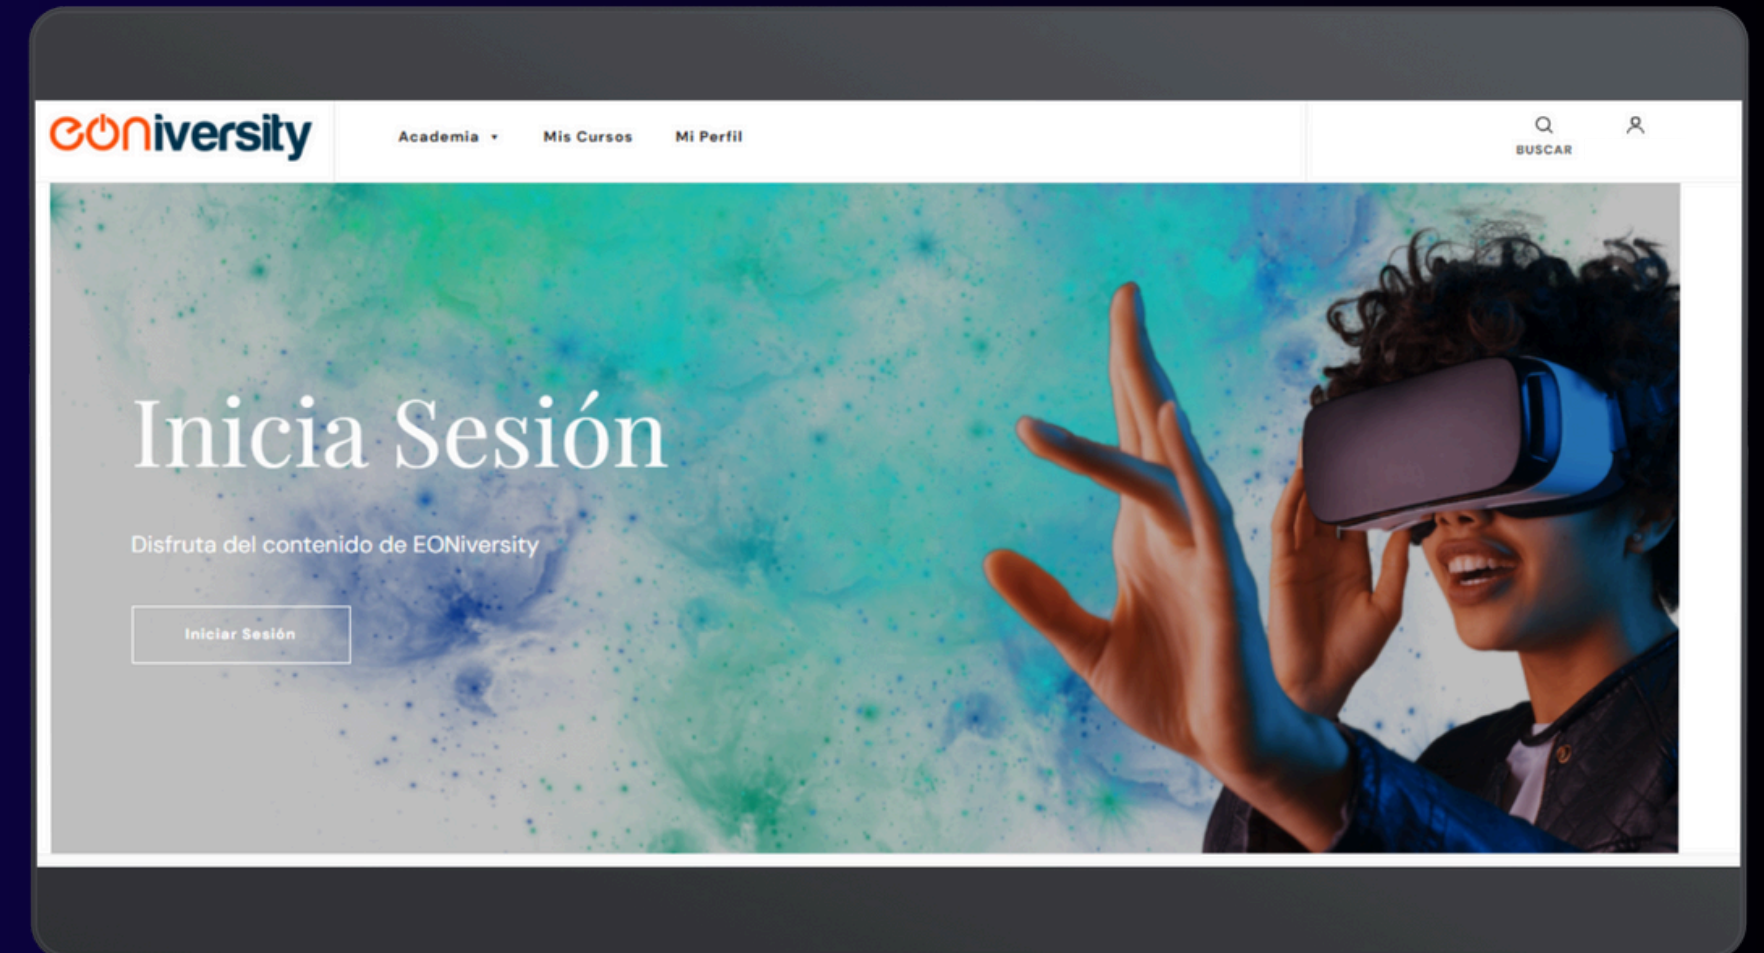 eoniversity
Academia
Mis Cursos
Mi Perfil
BUSCAR
Inicia Sesión
Disfruta del contenido de EONiversity
Iniciar Sesión